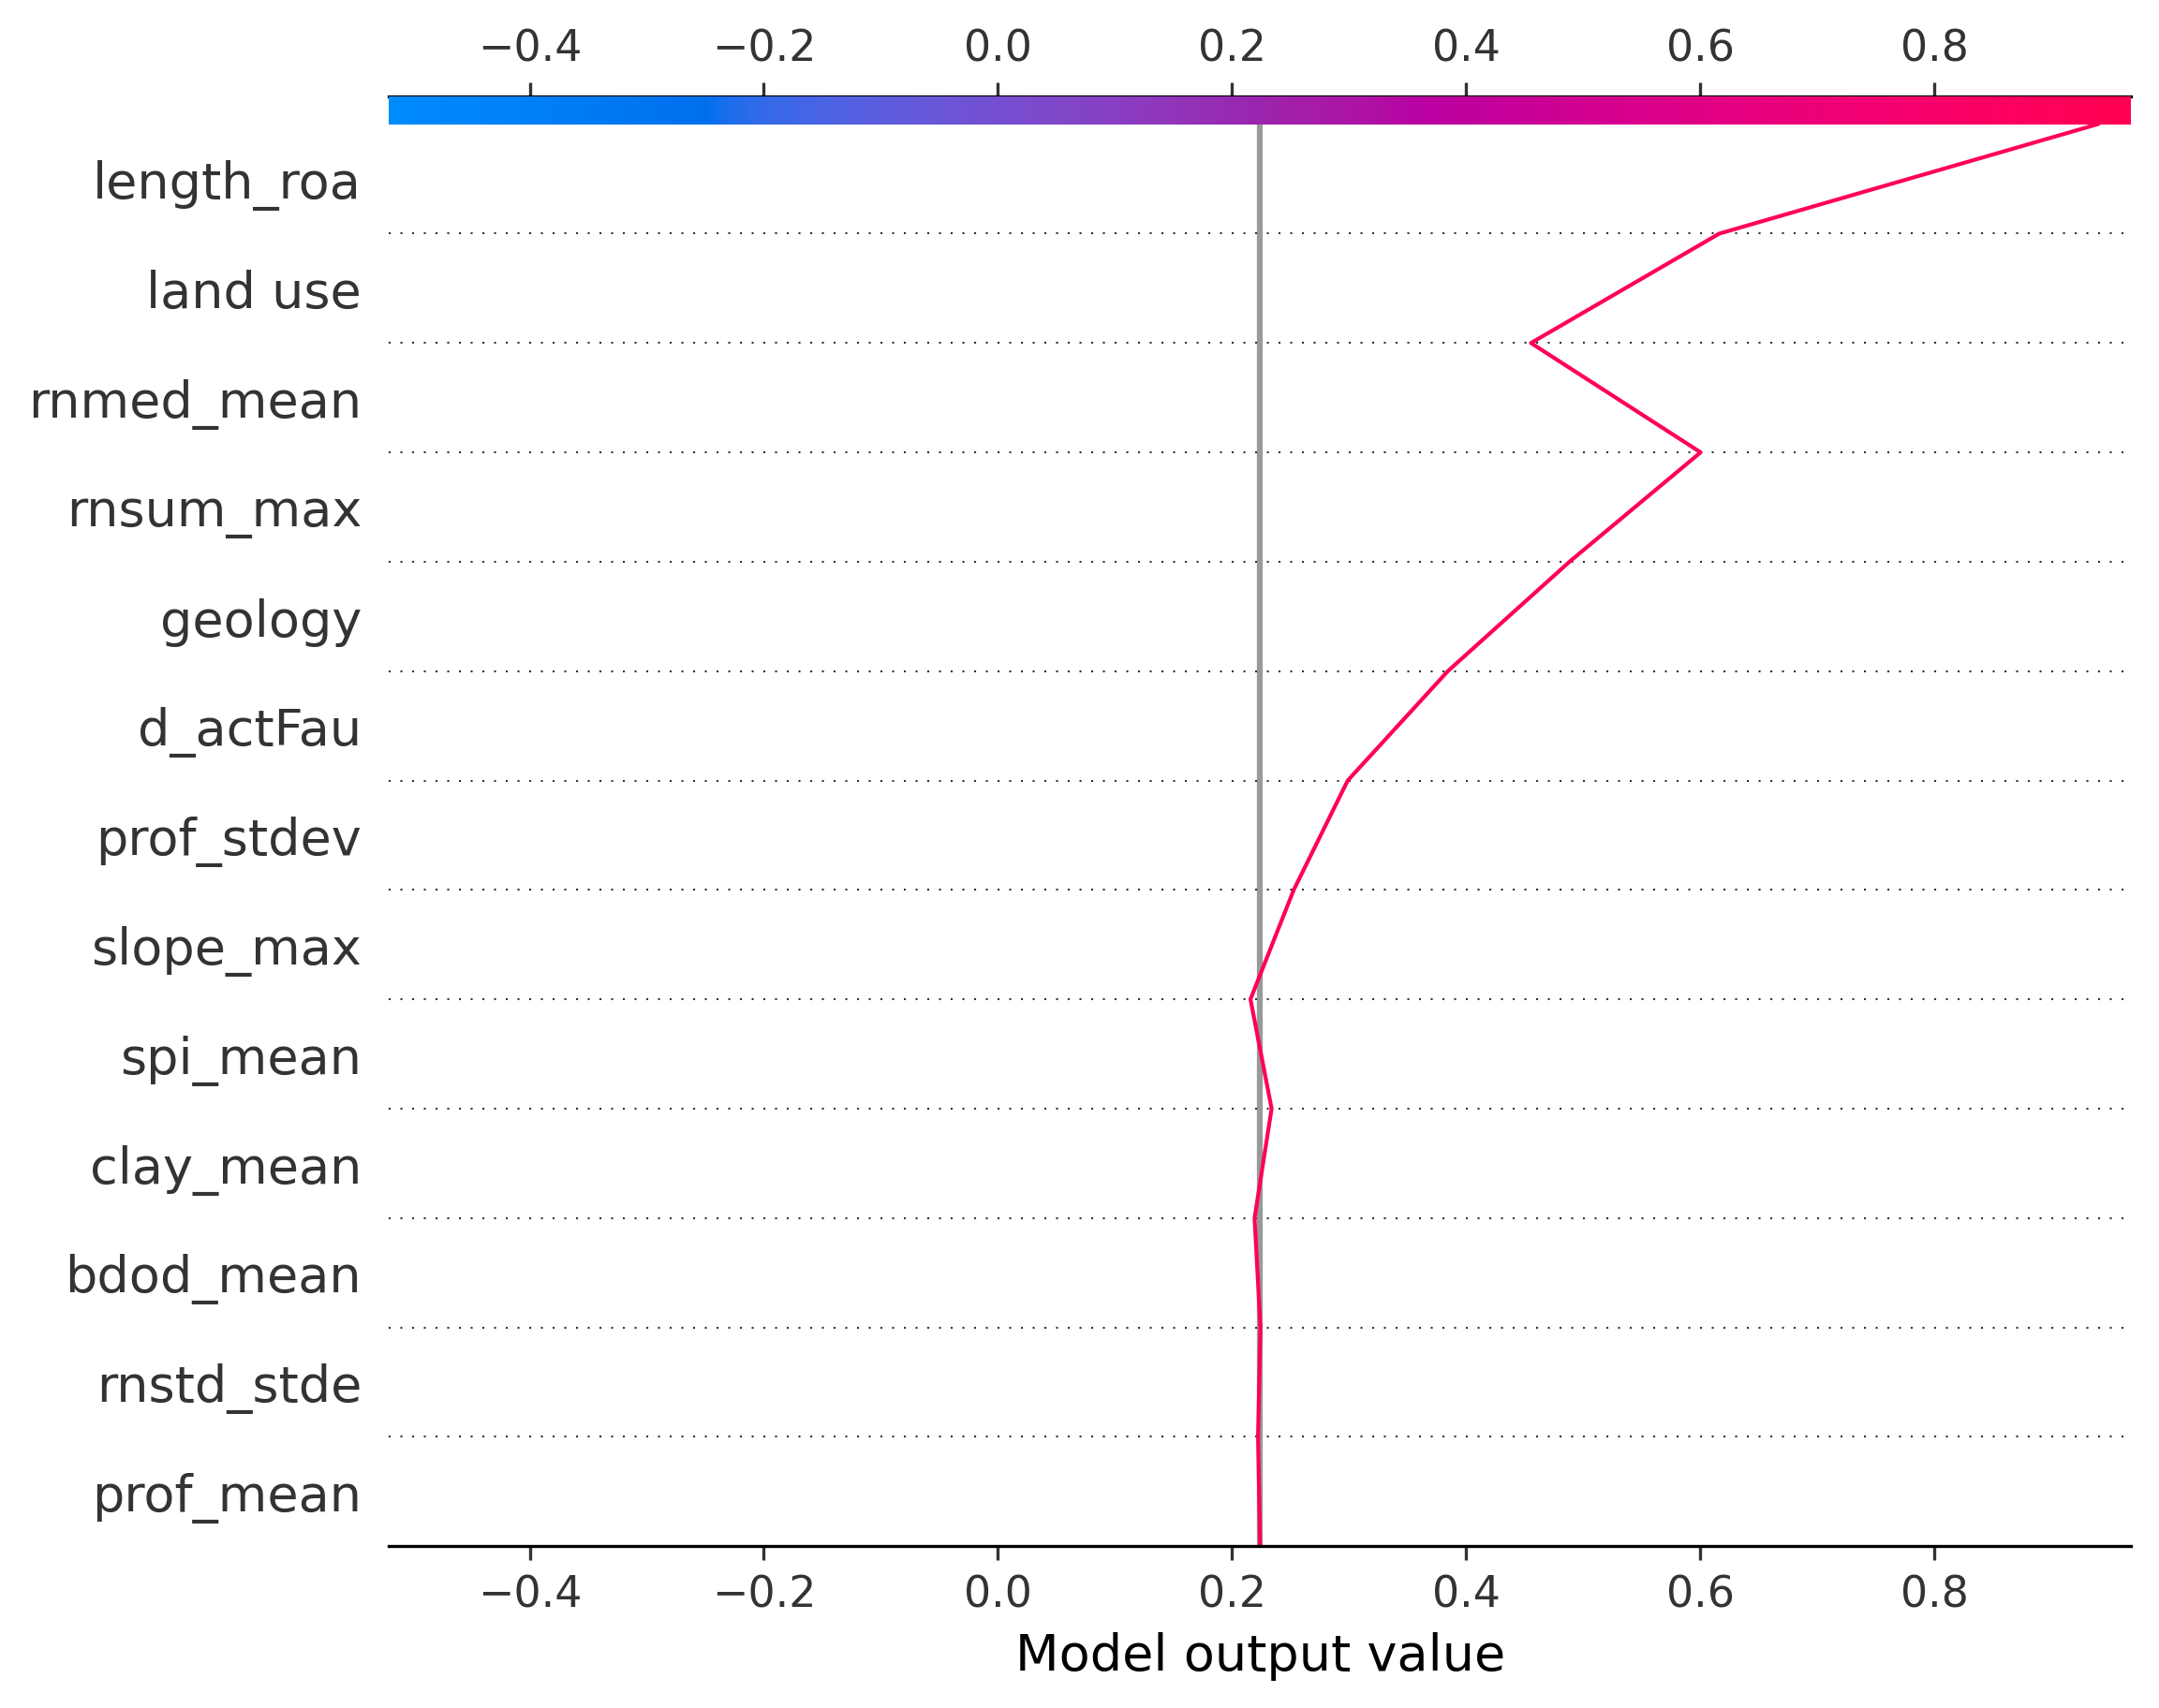 −0.4 −0.2 0.0 0.2 0.4 0.6 0.8
length_roa
land use
rnmed_mean
rnsum_max
geology
d_actFau
prof_stdev
slope_max
spi_mean
clay_mean
bdod_mean
rnstd_stde
prof_mean
−0.4 −0.2 0.0 0.2 0.4 0.6 0.8
Model output value